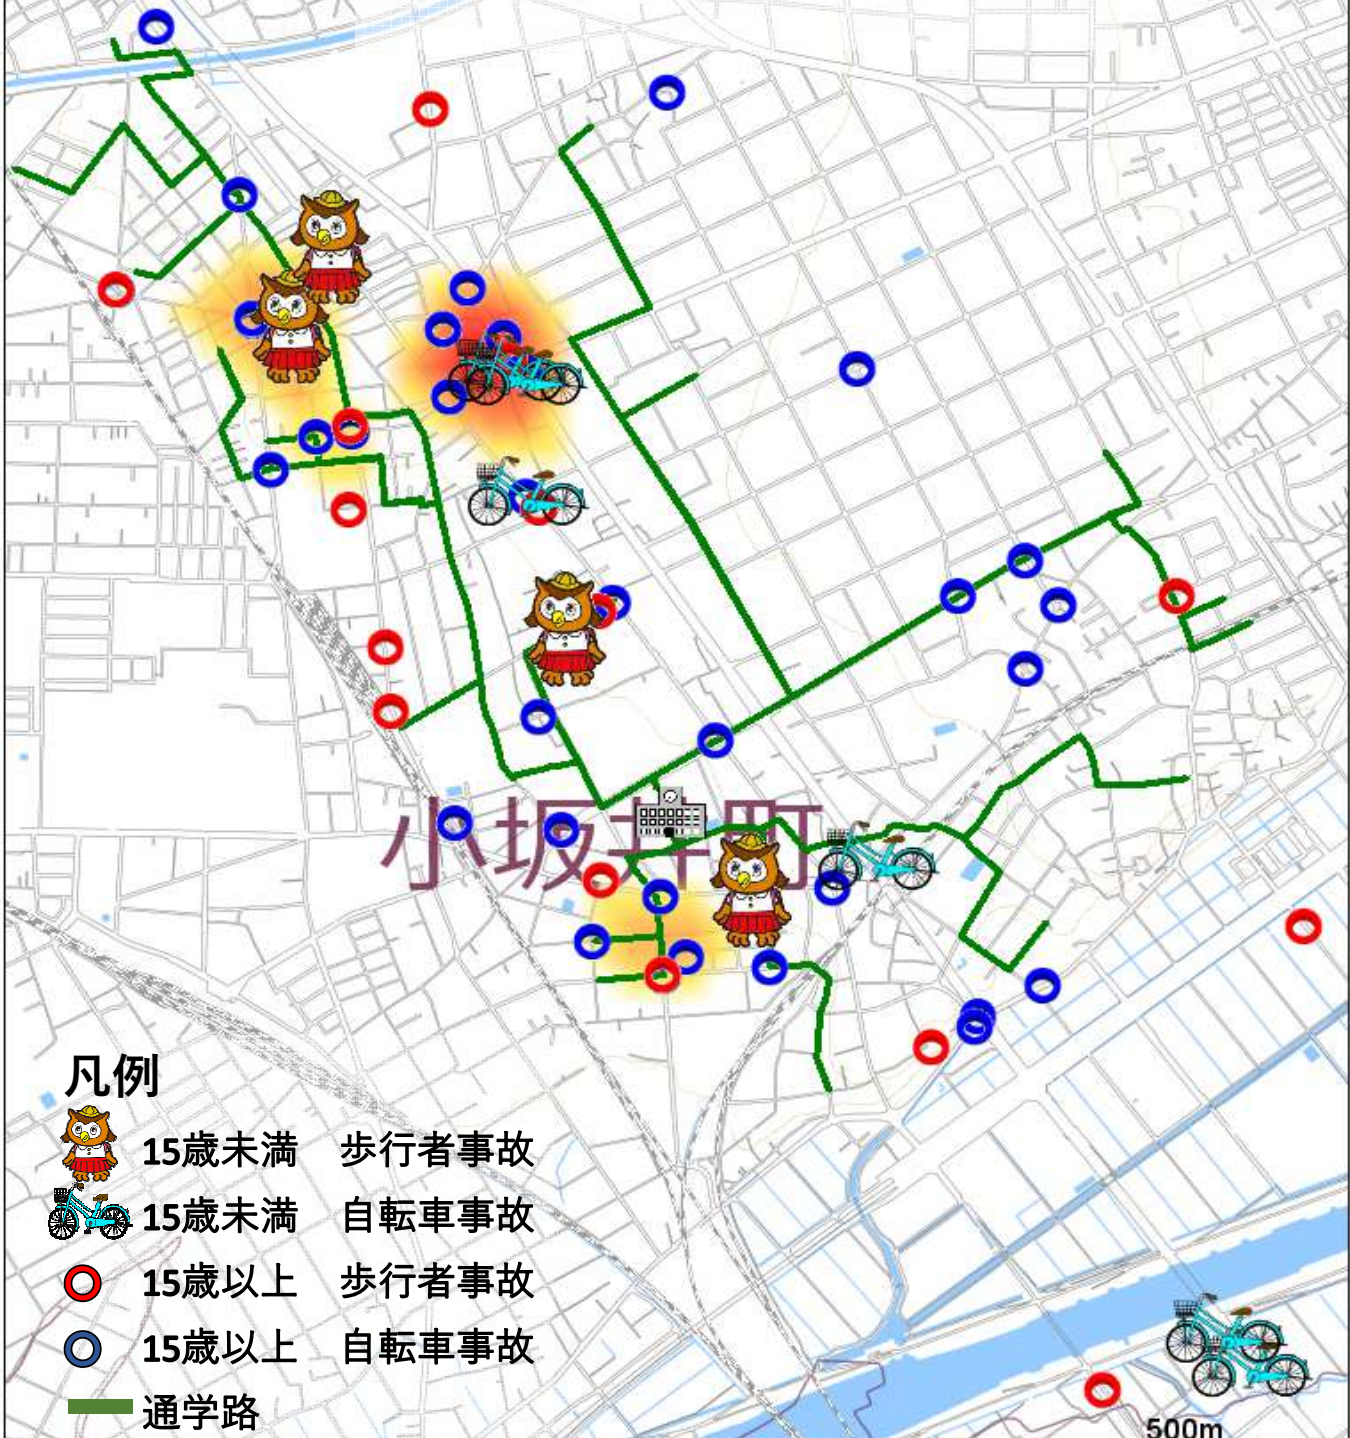 小坂井町
凡例
15歳未満 歩行者事故
15歳未満 自転車事故
15歳以上 歩行者事故
15歳以上 自転車事故
通学路
500m